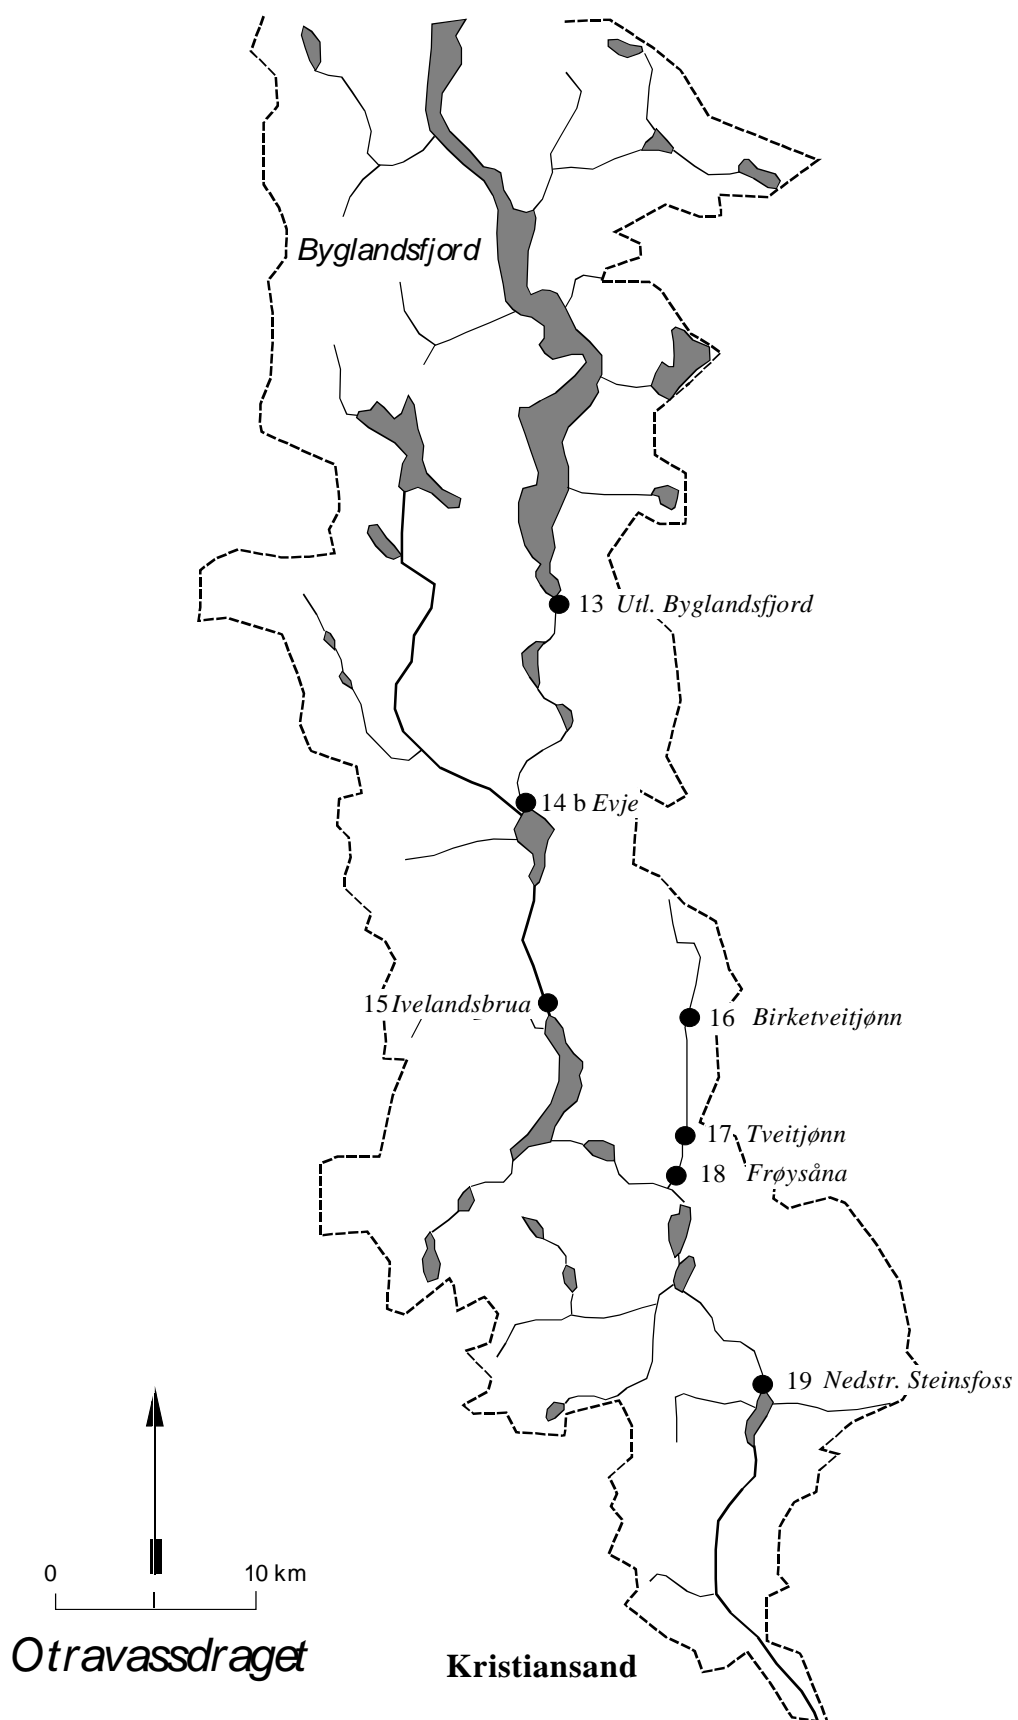 Byglandsfjord
13 Utl. Byglandsfjord
14 b Evje
15 Ivelandsbrua
16 Birketveitjønn
17 Tveitjønn
18 Frøysåna
19 Nedstr. Steinsfoss
0 10 km
Otravassdraget
Kristiansand